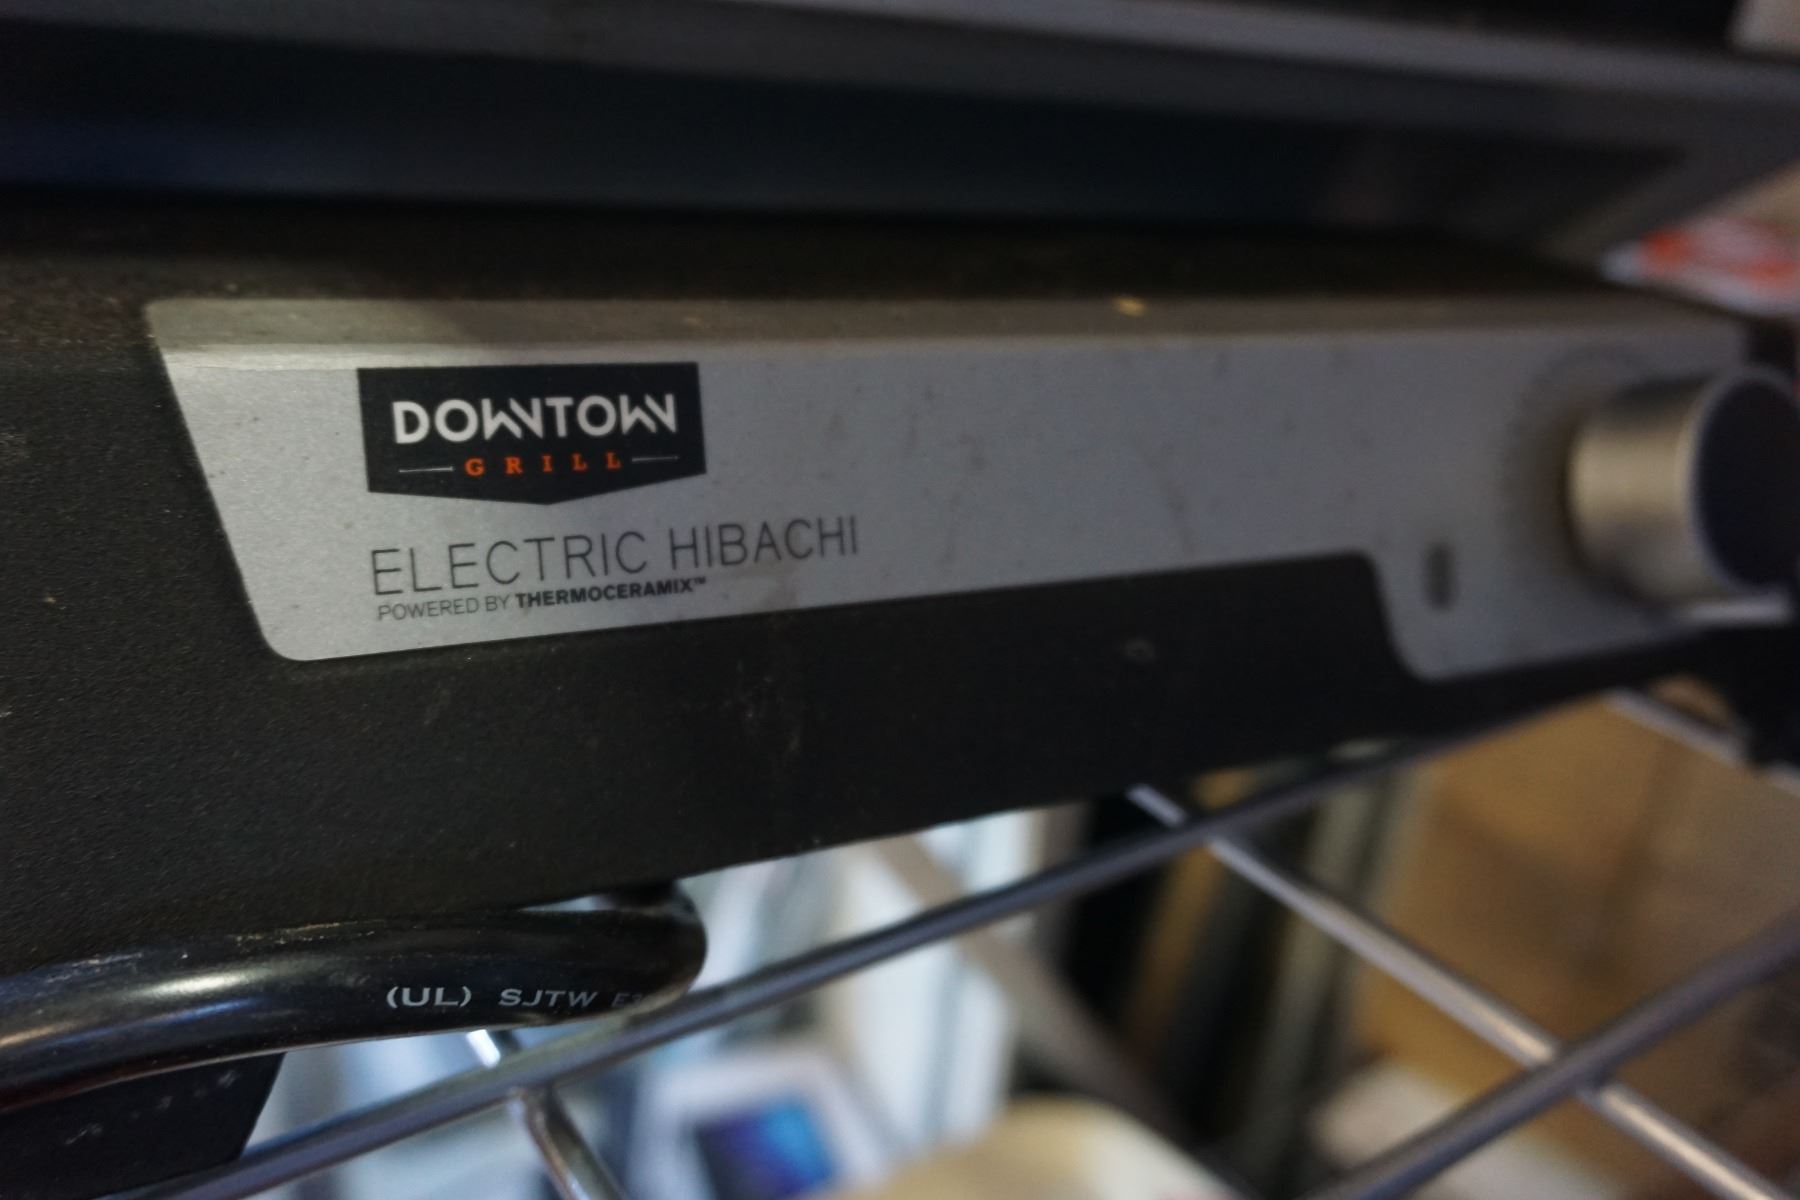 DOWNTOWN
GRILL
ELECTRIC HIBACHI
POWERED BY THERMOCERAMIX™
(UL) SJTW